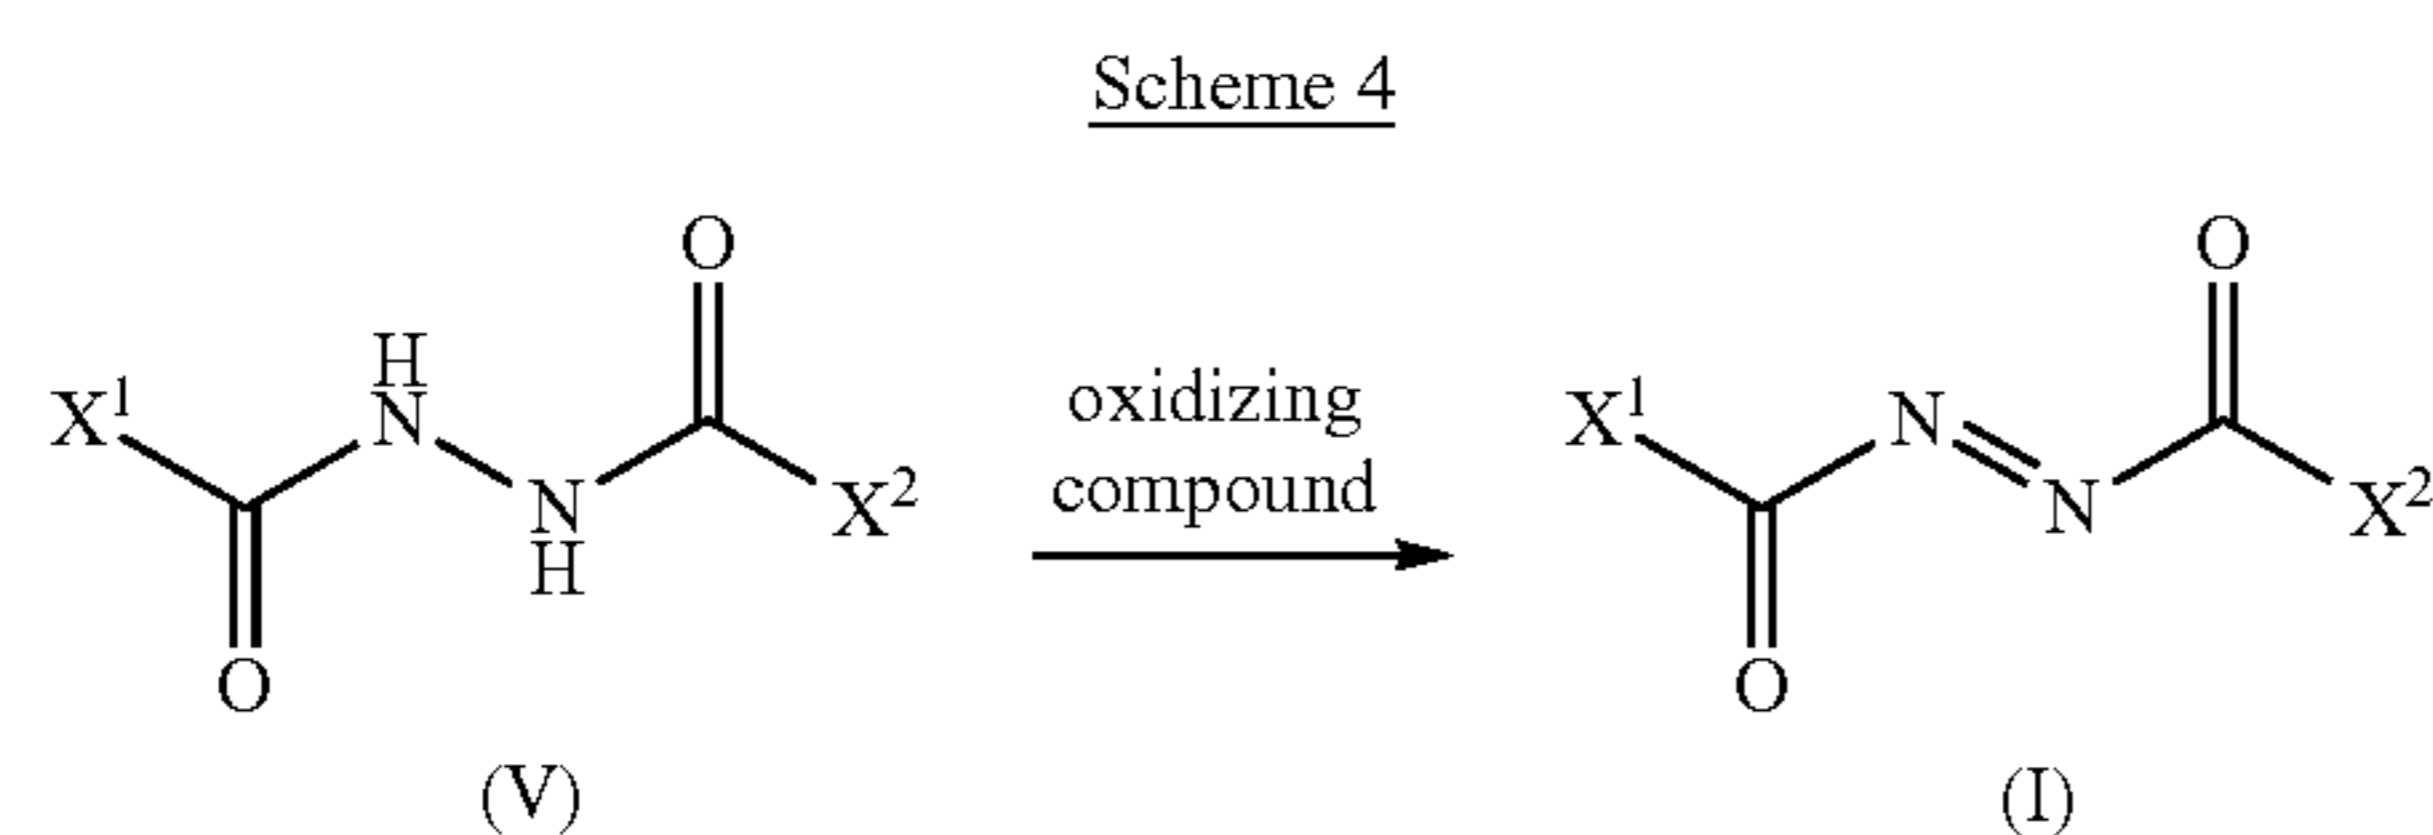 Scheme 4
O
O
H
X¹
N
N
H
X²
O
(V)
oxidizing
compound
X¹
N
N
X²
O
(I)